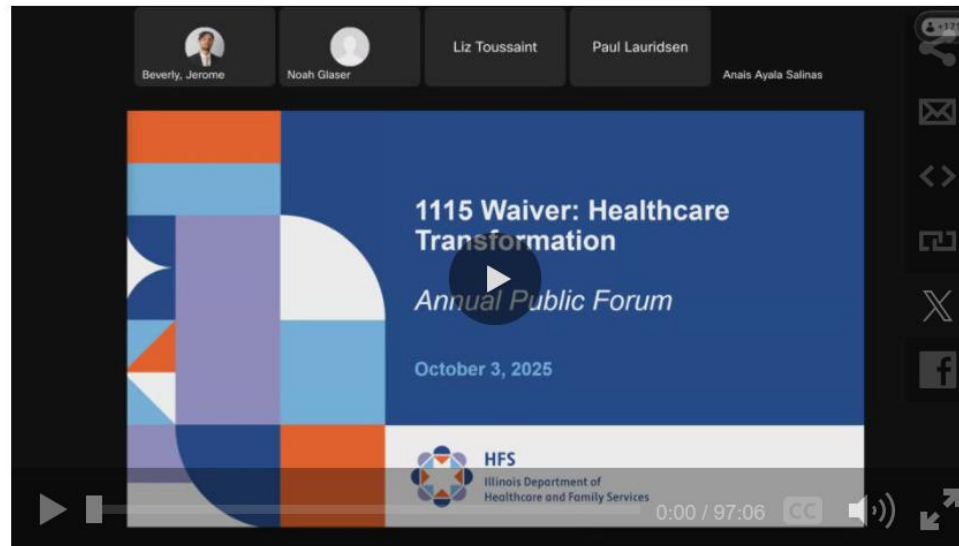 Liz Toussaint
Paul Lauridsen
Beverly, Jerome
Noah Glaser
Anais Ayala Salinas
1115 Waiver: Healthcare
Transformation
Annual Public Forum
October 3, 2025
HFS
Illinois Department of
Healthcare and Family Services
0:00 / 97:06
CC